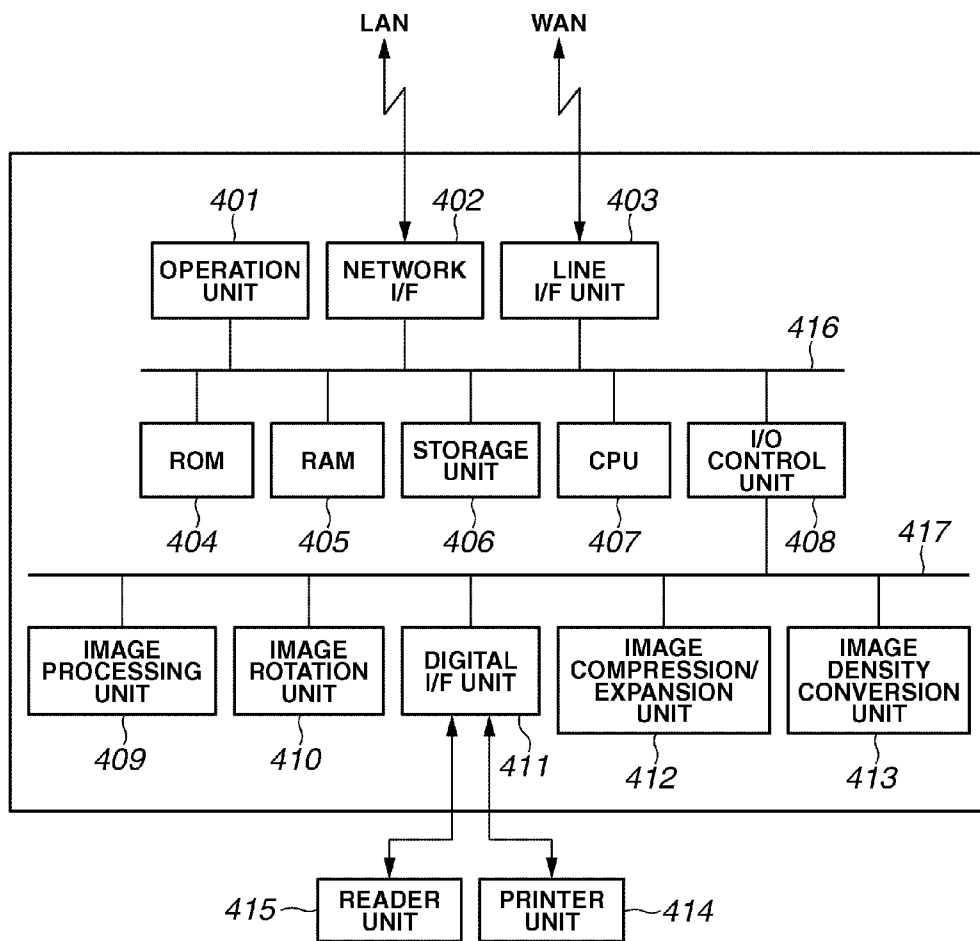 LAN
WAN
401
402
403
OPERATION
UNIT
NETWORK
I/F
LINE
I/F UNIT
416
ROM
RAM
STORAGE
UNIT
CPU
I/O
CONTROL
UNIT
404
405
406
407
408
417
IMAGE
PROCESSING
UNIT
IMAGE
ROTATION
UNIT
DIGITAL
I/F UNIT
IMAGE
COMPRESSION/
EXPANSION
UNIT
IMAGE
DENSITY
CONVERSION
UNIT
409
410
411
412
413
415
READER
UNIT
PRINTER
UNIT
414